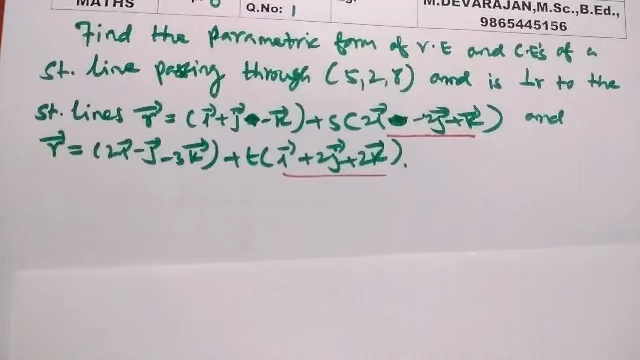 MATHS
Q.No: 1
M.DEVARAJAN,M.Sc.,B.Ed.,
9865445156
Find the parametric form of V.E and C.E's of a
st. line passing through (5,2,8) and is ⊥r to the
st. lines r⃗ = (i⃗+j⃗-k⃗)+s(2i⃗-2j⃗+k⃗) and
r⃗ = (2i⃗-j⃗-3k⃗)+t(i⃗+2j⃗+2k⃗).